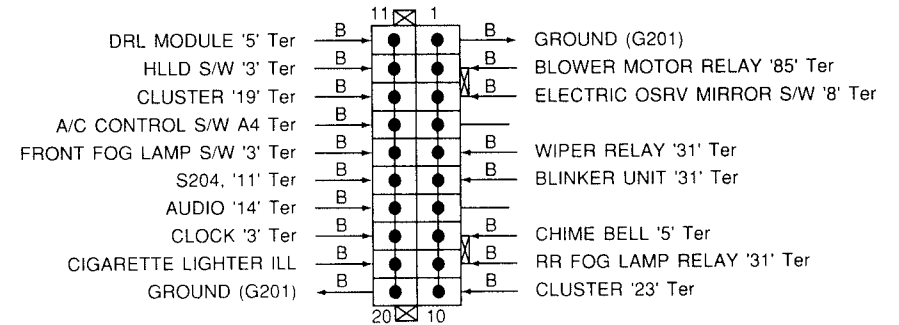 11 1
DRL MODULE '5' Ter B B GROUND (G201)
HLLD S/W '3' Ter B B BLOWER MOTOR RELAY '85' Ter
CLUSTER '19' Ter B B ELECTRIC OSRV MIRROR S/W '8' Ter
A/C CONTROL S/W A4 Ter B
FRONT FOG LAMP S/W '3' Ter B B WIPER RELAY '31' Ter
S204, '11' Ter B B BLINKER UNIT '31' Ter
AUDIO '14' Ter B
CLOCK '3' Ter B B CHIME BELL '5' Ter
CIGARETTE LIGHTER ILL B B RR FOG LAMP RELAY '31' Ter
GROUND (G201) B B CLUSTER '23' Ter
20 10